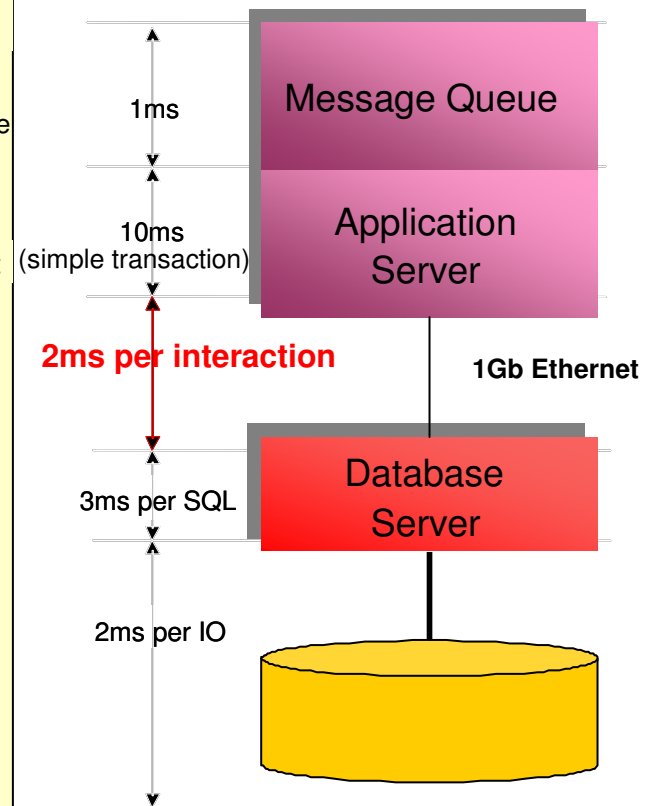 Message Queue
1ms
Application
Server
10ms
(simple transaction)
2ms per interaction
1Gb Ethernet
Database
Server
3ms per SQL
2ms per IO